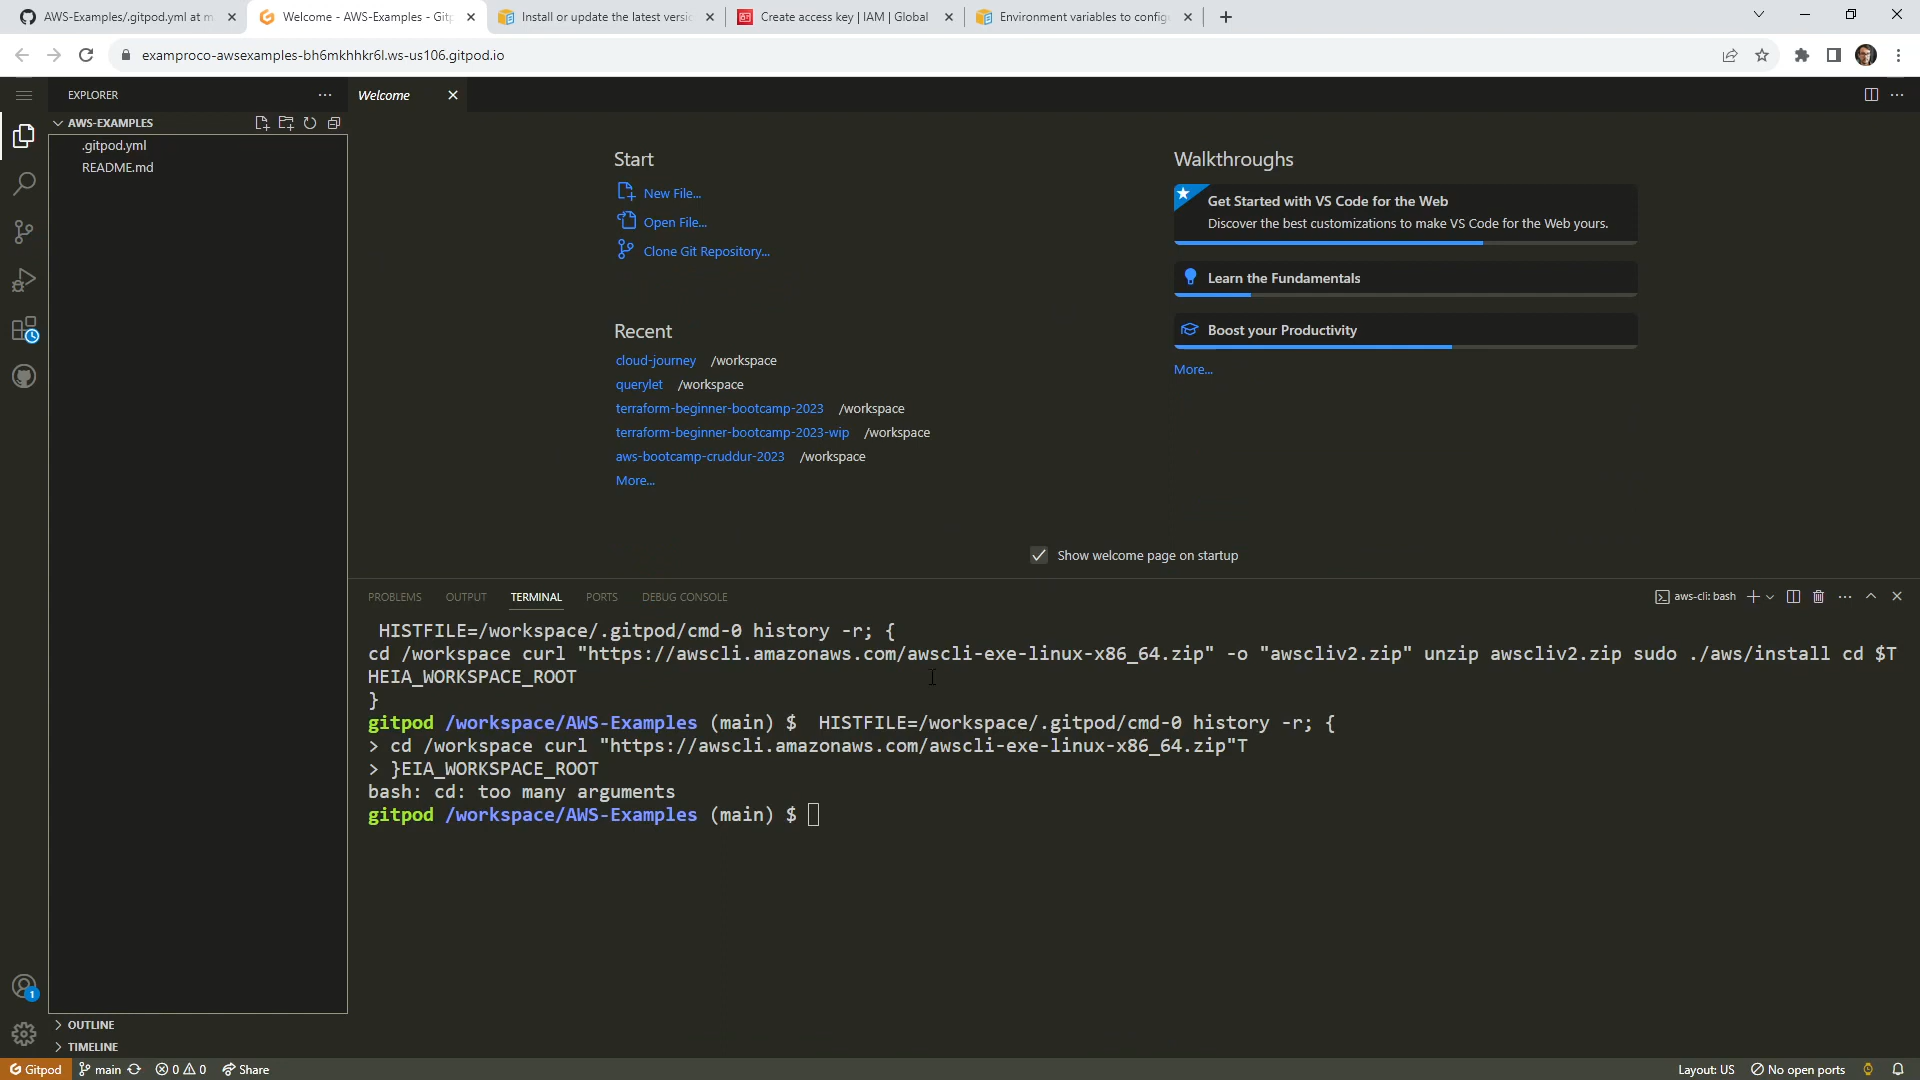 AWS-Examples/.gitpod.yml at m
Welcome - AWS-Examples - Gitp
Install or update the latest versio
Create access key | IAM | Global
Environment variables to config
examproco-awsexamples-bh6mkhhkr6l.ws-us106.gitpod.io
EXPLORER
Welcome
AWS-EXAMPLES
.gitpod.yml
README.md
Start
New File...
Open File...
Clone Git Repository...
Recent
cloud-journey /workspace
querylet /workspace
terraform-beginner-bootcamp-2023 /workspace
terraform-beginner-bootcamp-2023-wip /workspace
aws-bootcamp-cruddur-2023 /workspace
More...
Walkthroughs
Get Started with VS Code for the Web
Discover the best customizations to make VS Code for the Web yours.
Learn the Fundamentals
Boost your Productivity
More...
Show welcome page on startup
PROBLEMS OUTPUT TERMINAL PORTS DEBUG CONSOLE
aws-cli: bash
HISTFILE=/workspace/.gitpod/cmd-0 history -r; {
cd /workspace curl "https://awscli.amazonaws.com/awscli-exe-linux-x86_64.zip" -o "awscliv2.zip" unzip awscliv2.zip sudo ./aws/install cd $T
HEIA_WORKSPACE_ROOT
}
gitpod /workspace/AWS-Examples (main) $  HISTFILE=/workspace/.gitpod/cmd-0 history -r; {
> cd /workspace curl "https://awscli.amazonaws.com/awscli-exe-linux-x86_64.zip"T
> }EIA_WORKSPACE_ROOT
bash: cd: too many arguments
gitpod /workspace/AWS-Examples (main) $
1
OUTLINE
TIMELINE
Gitpod main 0 0 Share
Layout: US No open ports